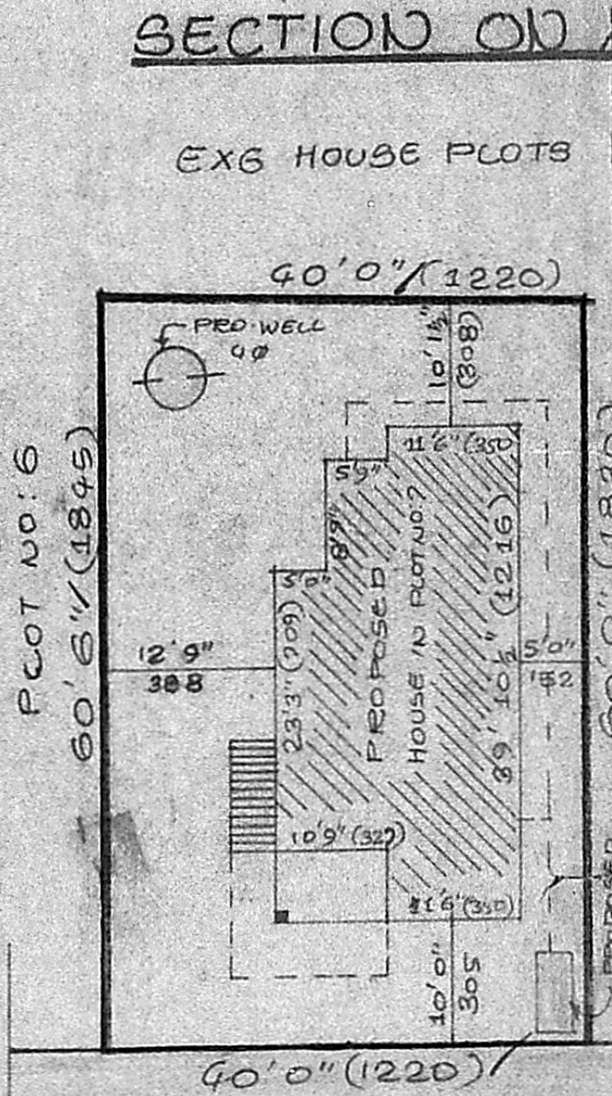 SECTION ON
EXG HOUSE PLOTS
40'0"/(1220)
PRO.WELL
4Ø
10' 1½"
(308)
11'6" (350
5'9"
8'9"
5'0"
PLOT NO:6
60'6"/(1845)
12'9"
388
23'3" (709)
PROPOSED
HOUSE IN PLOT NO:7
39' 10½" (1216)
5'0"
152
10'9" (327)
11'6" (350)
10'0"
305
40'0" (1220)